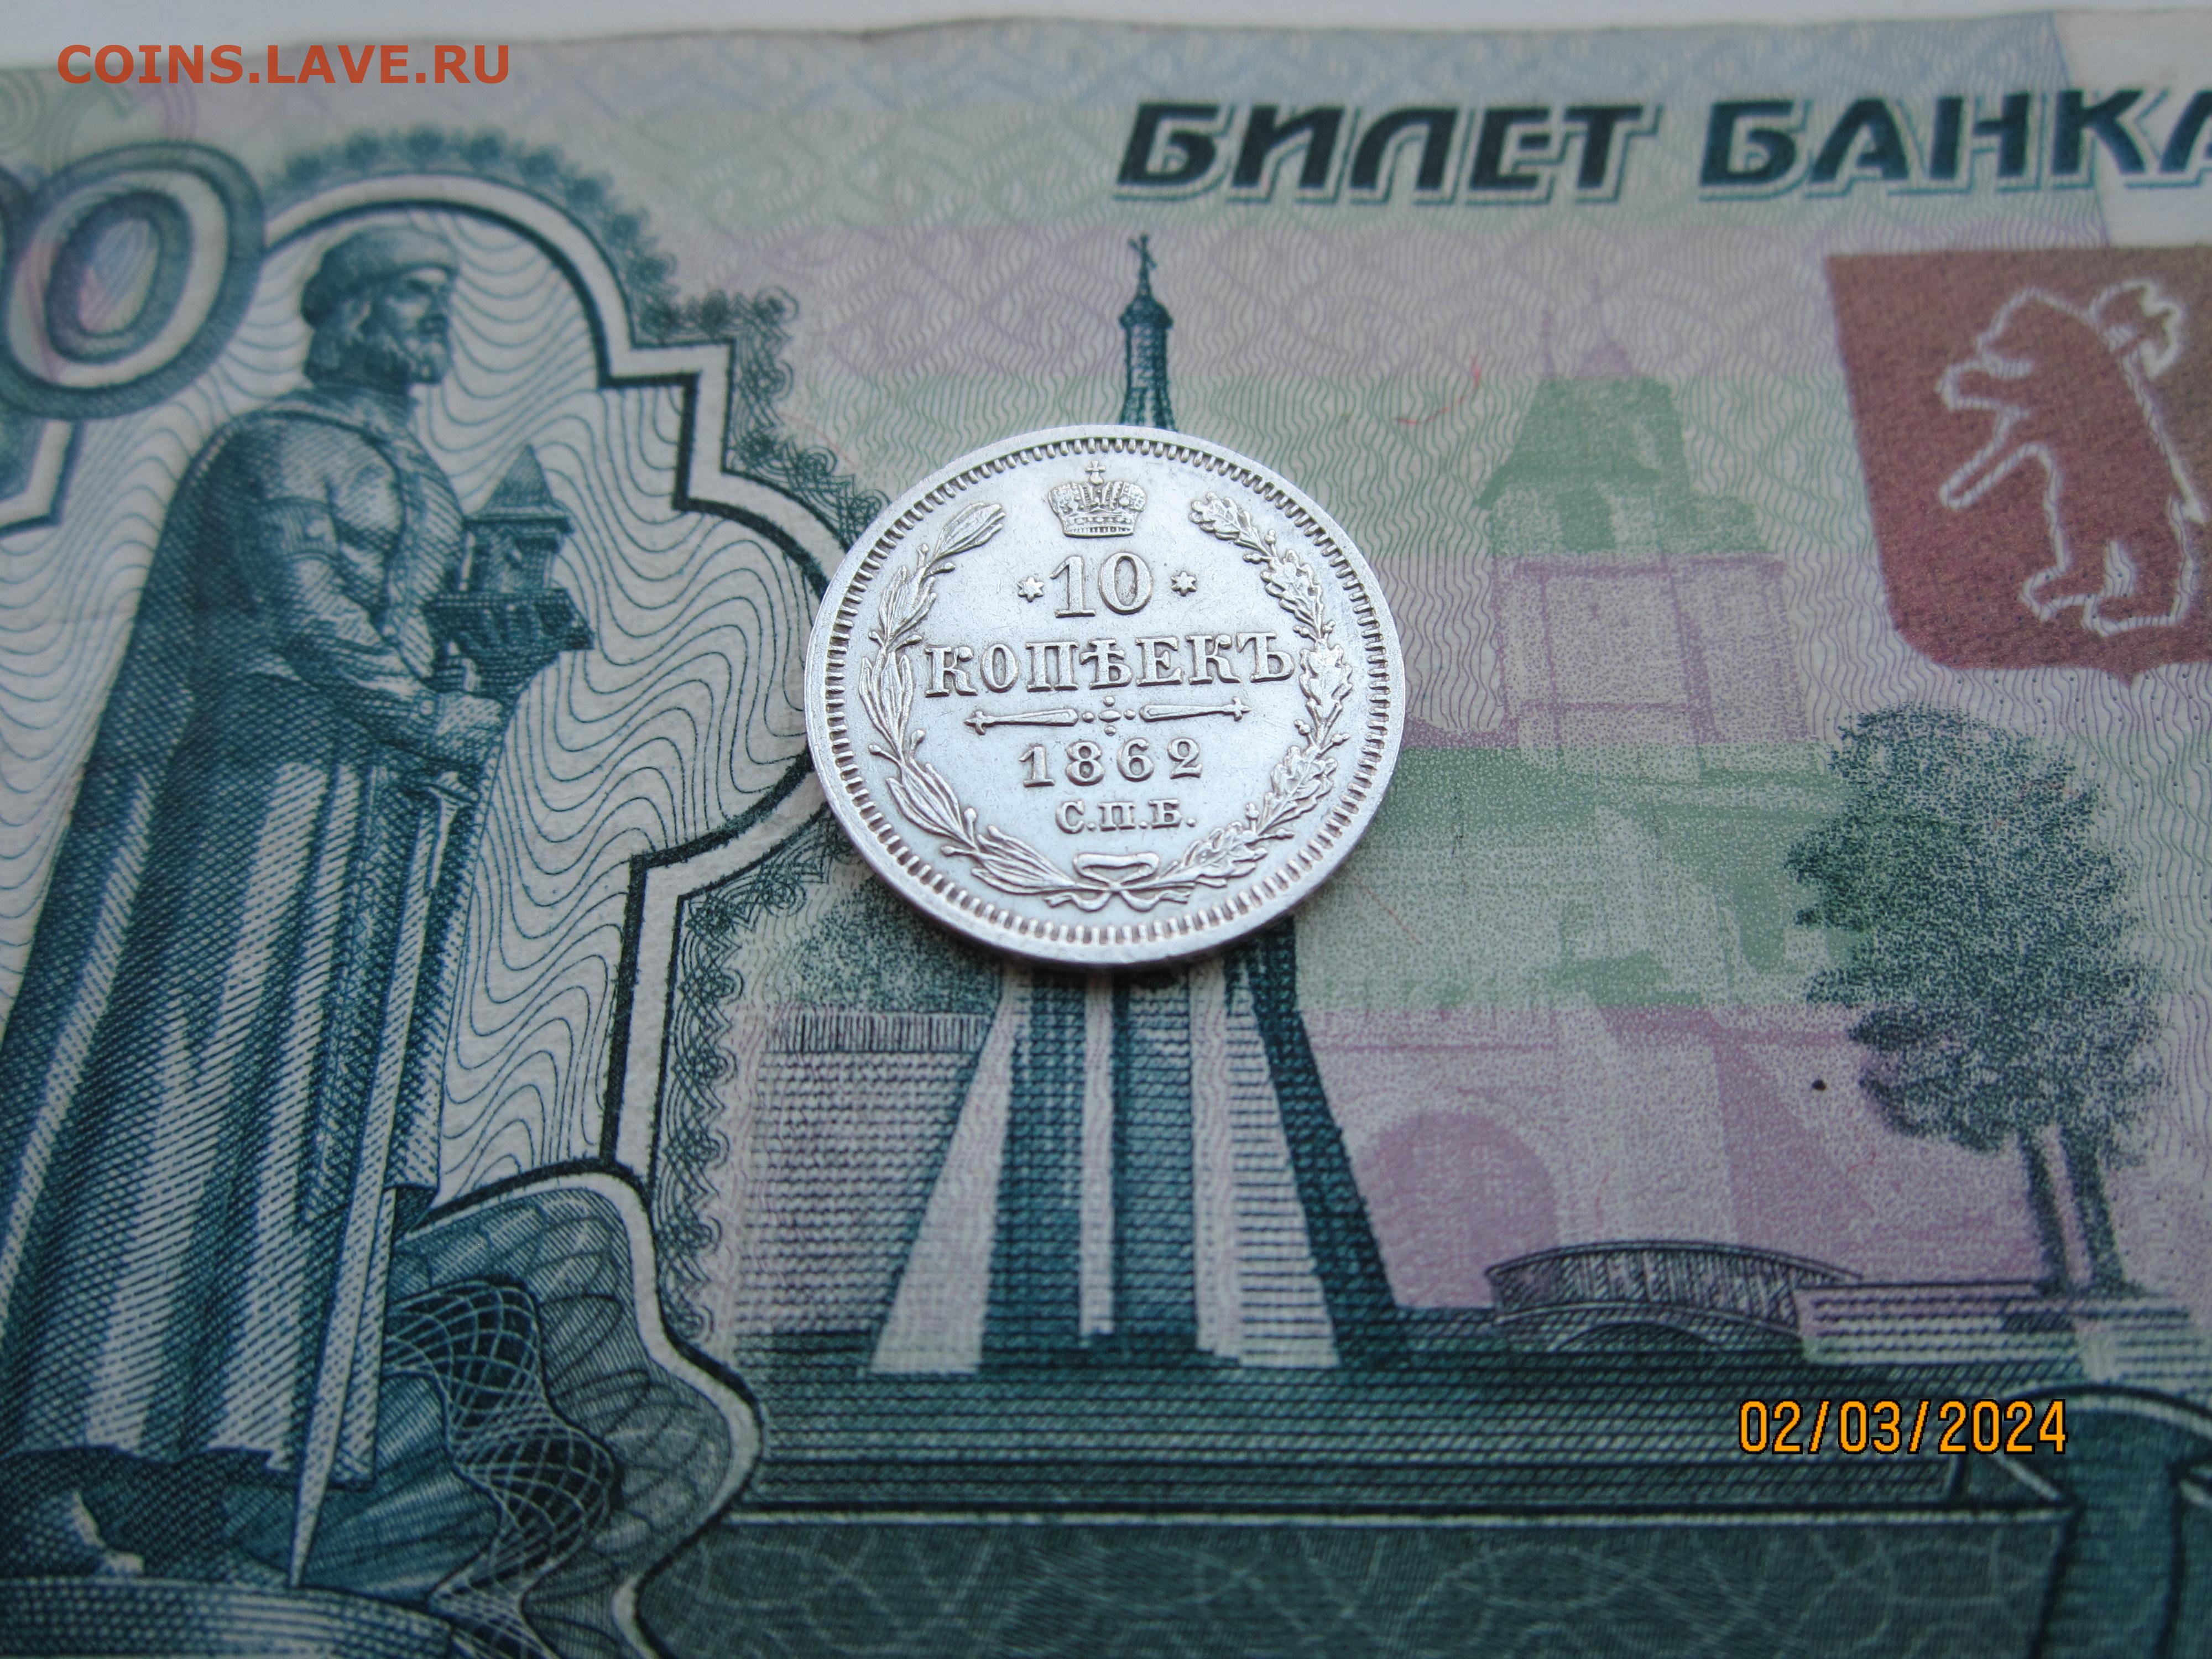 COINS.LAVE.RU
БИЛЕТ БАНКА
10
КОПѢЕКЪ
1862
С.П.Б.
02/03/2024